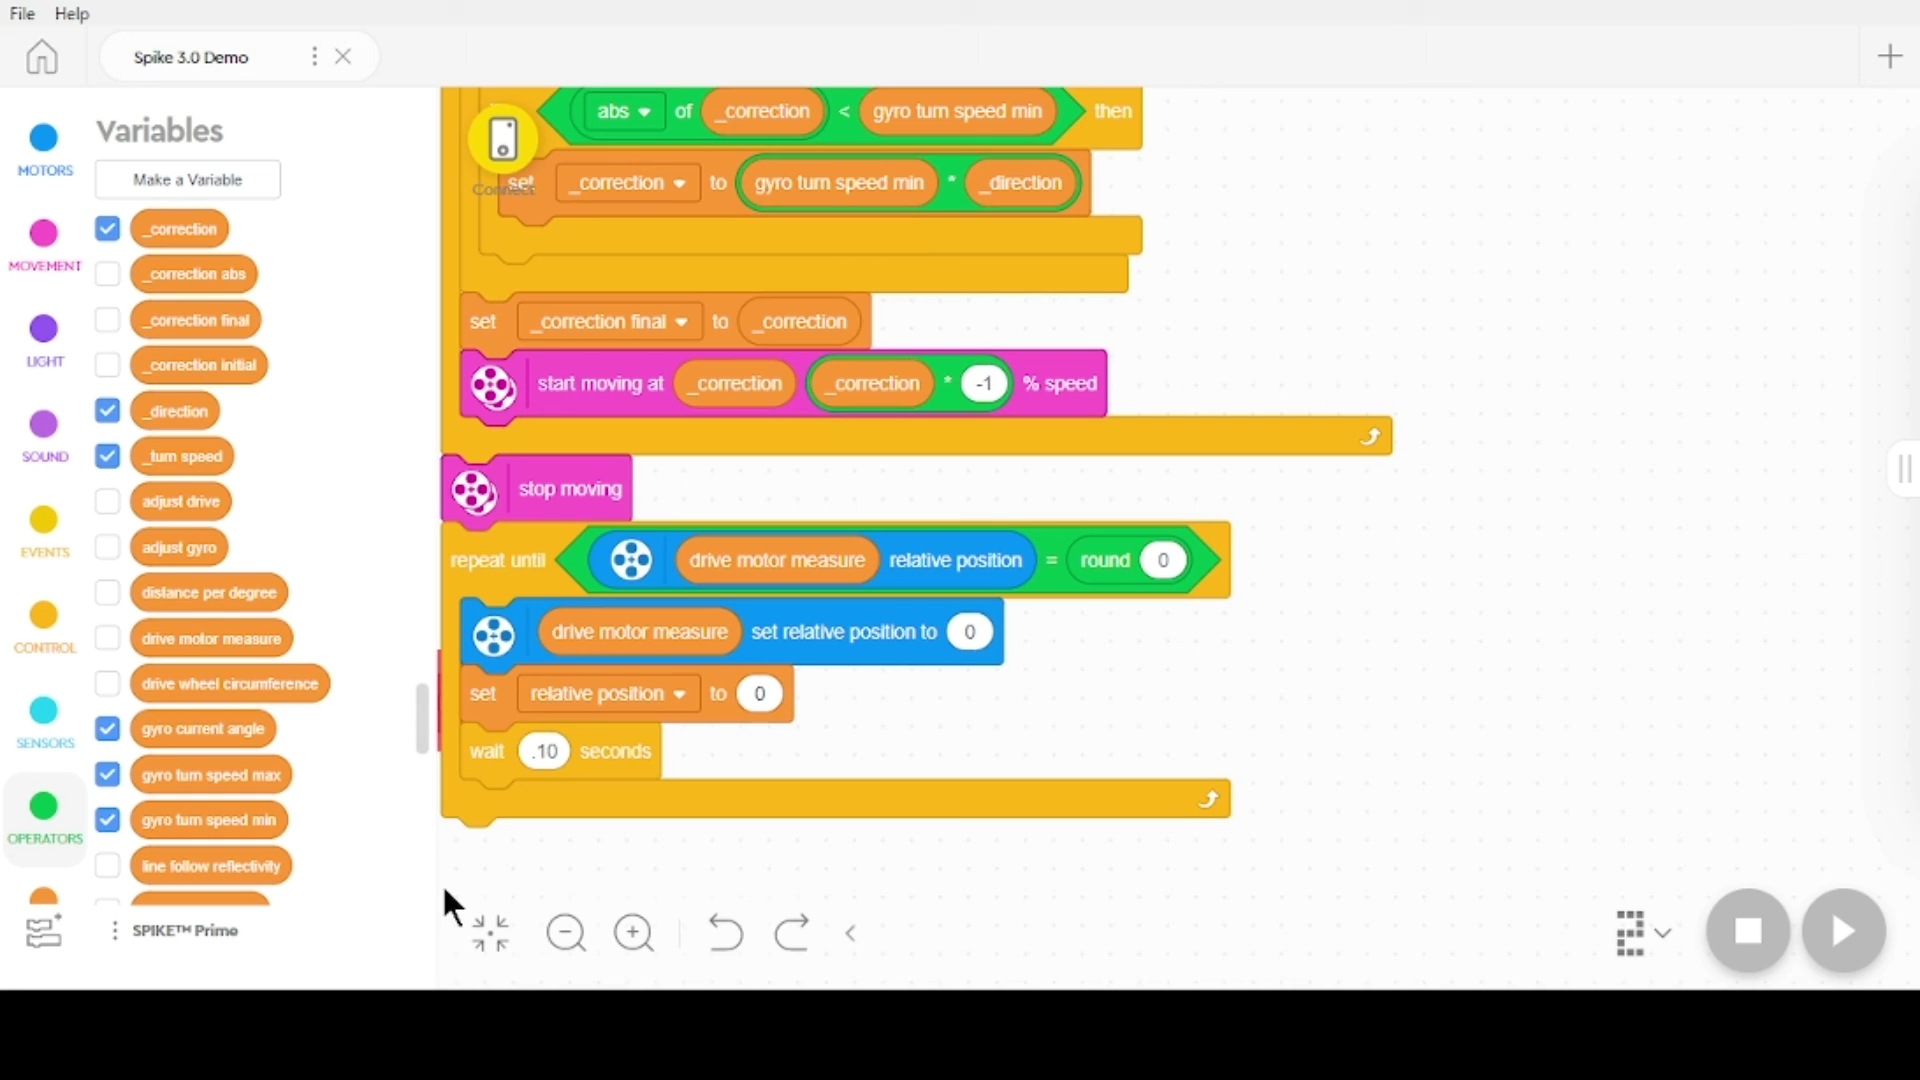 File Help
Spike 3.0 Demo
Variables
Make a Variable
MOTORS
MOVEMENT
LIGHT
SOUND
EVENTS
CONTROL
SENSORS
OPERATORS
_correction
_correction abs
_correction final
_correction initial
_direction
_turn speed
adjust drive
adjust gyro
distance per degree
drive motor measure
drive wheel circumference
gyro current angle
gyro turn speed max
gyro turn speed min
line follow reflectivity
SPIKE™ Prime
Connect
abs of _correction < gyro turn speed min then
set _correction to gyro turn speed min * _direction
set _correction final to _correction
start moving at _correction _correction * -1 % speed
stop moving
repeat until drive motor measure relative position = round 0
drive motor measure set relative position to 0
set relative position to 0
wait .10 seconds